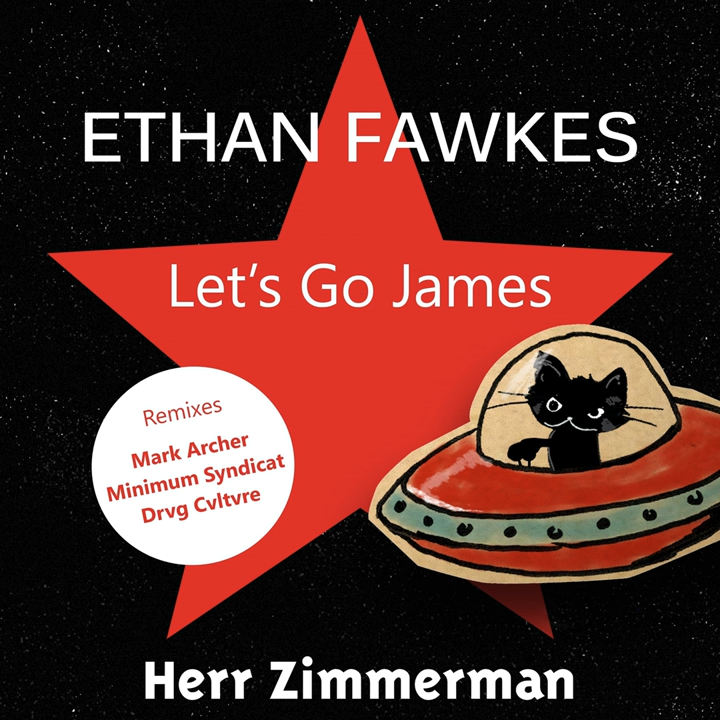 ETHAN FAWKES
Let's Go James
Remixes
Mark Archer
Minimum Syndicat
Drvg Cvltvre
Herr Zimmerman